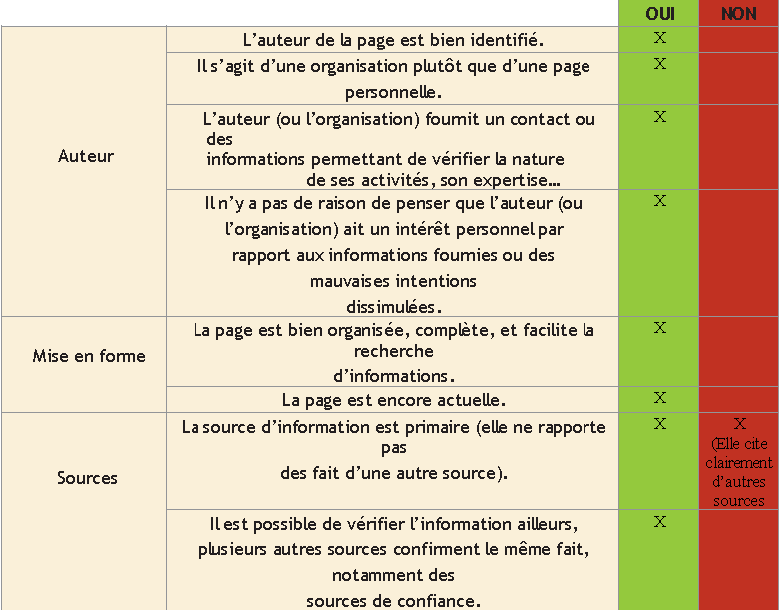 OUI NON
Auteur
L'auteur de la page est bien identifié. X
Il s'agit d'une organisation plutôt que d'une page X
personnelle.
L'auteur (ou l'organisation) fournit un contact ou X
des
informations permettant de vérifier la nature
de ses activités, son expertise…
Il n'y a pas de raison de penser que l'auteur (ou X
l'organisation) ait un intérêt personnel par
rapport aux informations fournies ou des
mauvaises intentions
dissimulées.
Mise en forme
La page est bien organisée, complète, et facilite la X
recherche
d'informations.
La page est encore actuelle. X
Sources
La source d'information est primaire (elle ne rapporte X
pas
des fait d'une autre source).
X
(Elle cite
clairement
d'autres
sources
Il est possible de vérifier l'information ailleurs, X
plusieurs autres sources confirment le même fait,
notamment des
sources de confiance.